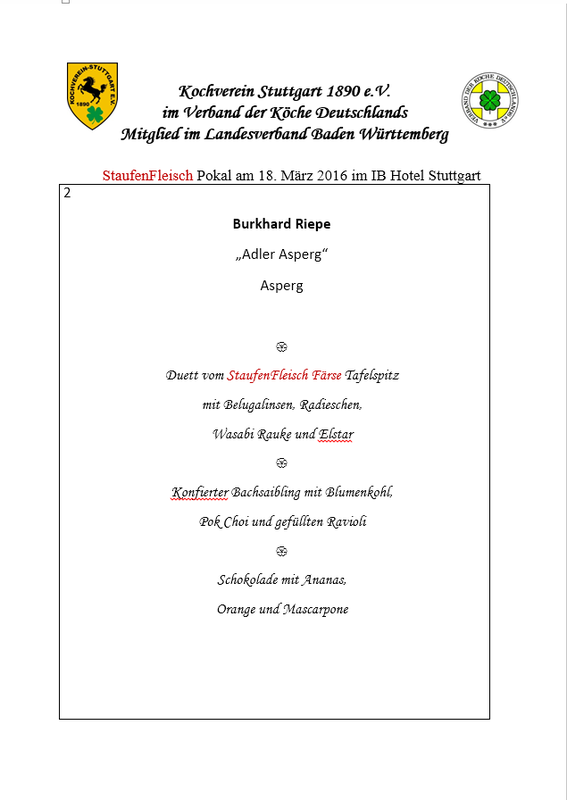 KOCHVEREIN-STUTTGART E.V.
1890
Kochverein Stuttgart 1890 e.V.
im Verband der Köche Deutschlands
Mitglied im Landesverband Baden Württemberg
VERBAND DER KÖCHE DEUTSCHLANDS E.V.
StaufenFleisch Pokal am 18. März 2016 im IB Hotel Stuttgart
2
Burkhard Riepe
„Adler Asperg“
Asperg
Duett vom StaufenFleisch Färse Tafelspitz
mit Belugalinsen, Radieschen,
Wasabi Rauke und Elstar
Konfierter Bachsaibling mit Blumenkohl,
Pok Choi und gefüllten Ravioli
Schokolade mit Ananas,
Orange und Mascarpone